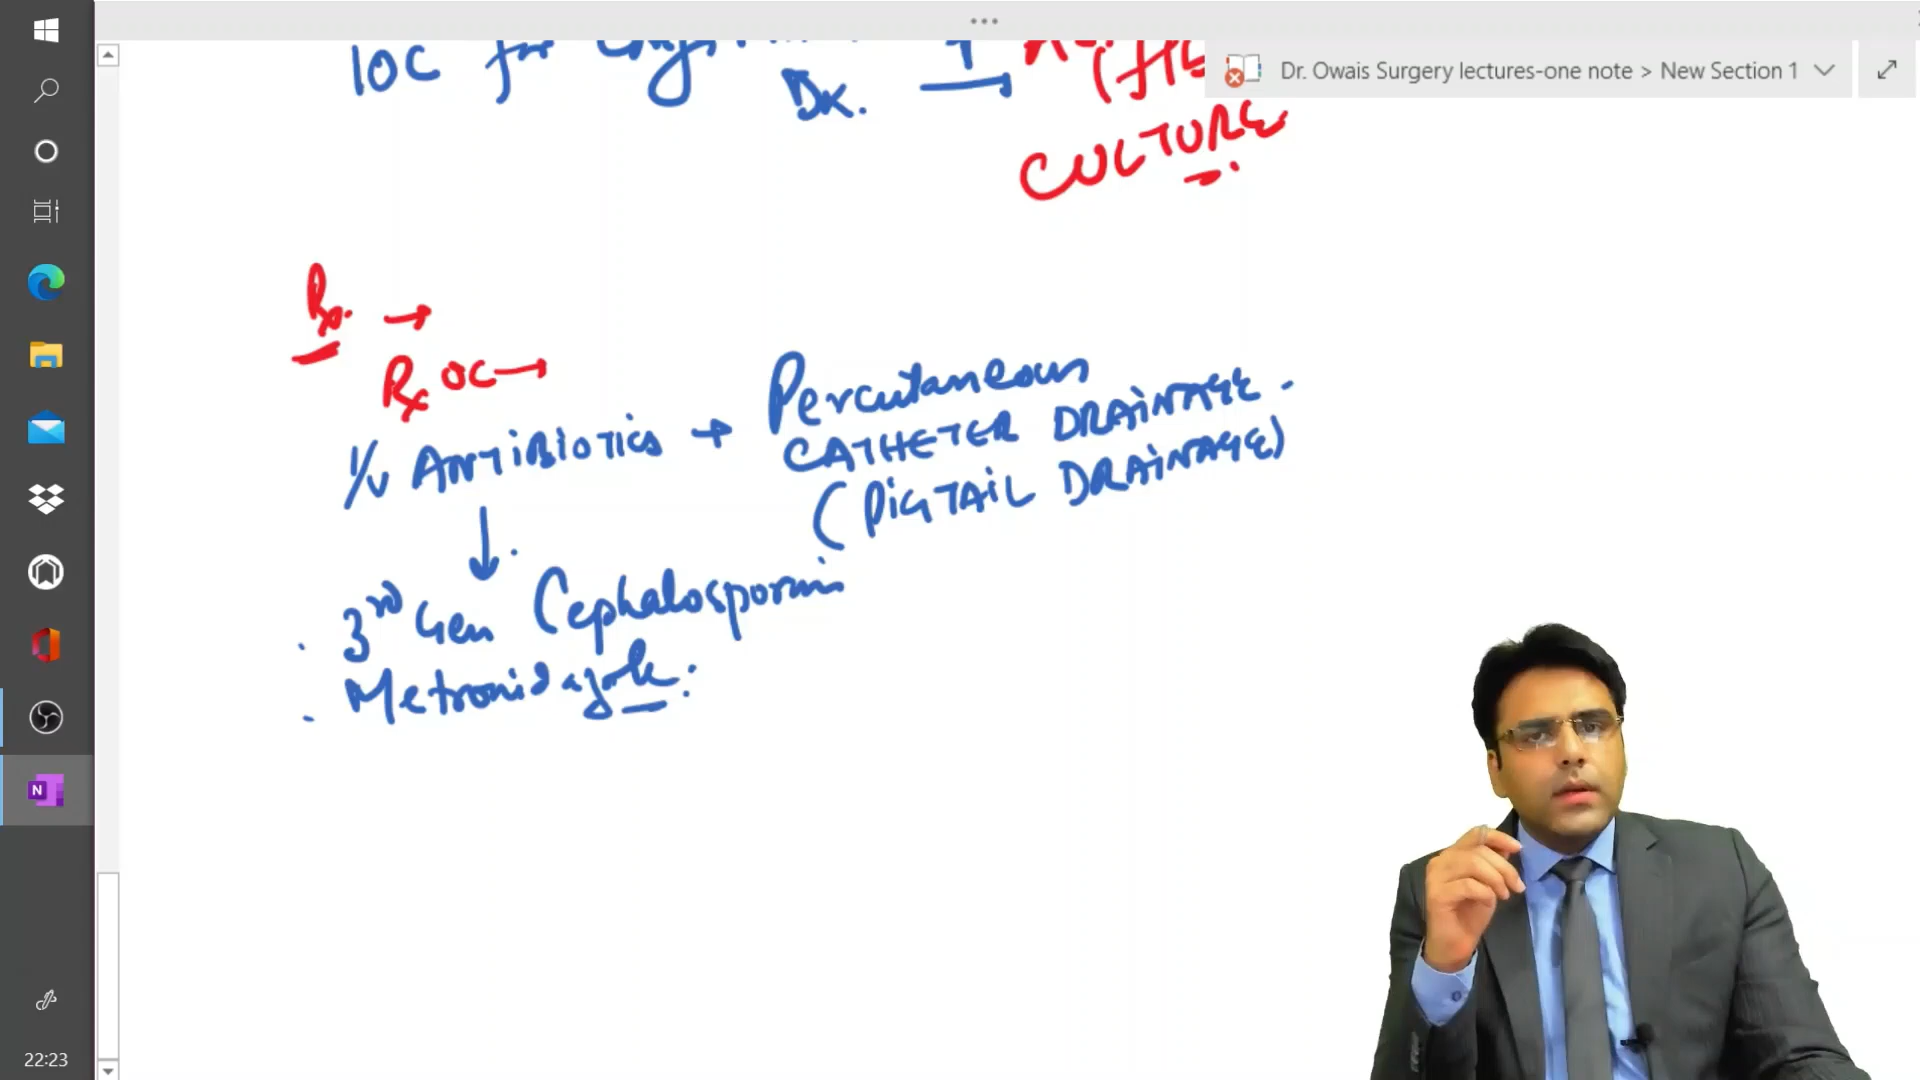 Dr. Owais Surgery lectures-one note > New Section 1
IOC for
Dx.
CULTURE
Rx. →
Rx OC →
I/V ANTIBIOTICS + Percutaneous
CATHETER DRAINAGE.
(PIGTAIL DRAINAGE)
3rd Gen Cephalosporin
Metronidazole
N
22:23